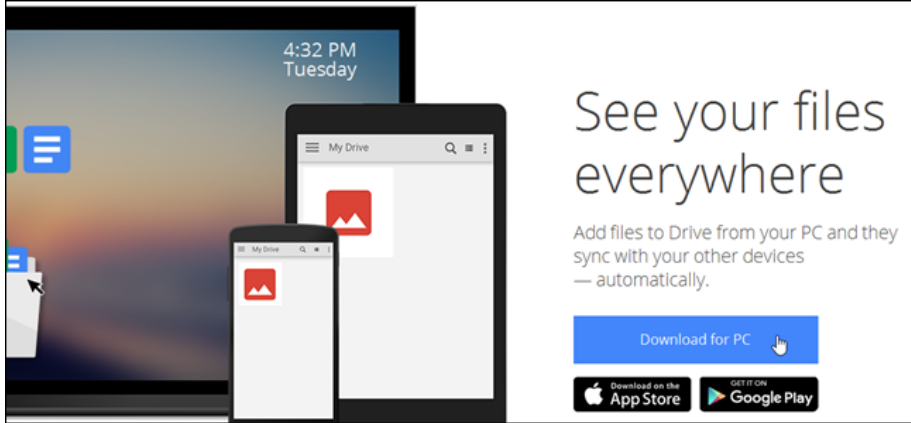 4:32 PM
Tuesday
My Drive
My Drive
See your files
everywhere
Add files to Drive from your PC and they
sync with your other devices
— automatically.
Download for PC
Download on the
App Store
GET IT ON
Google Play